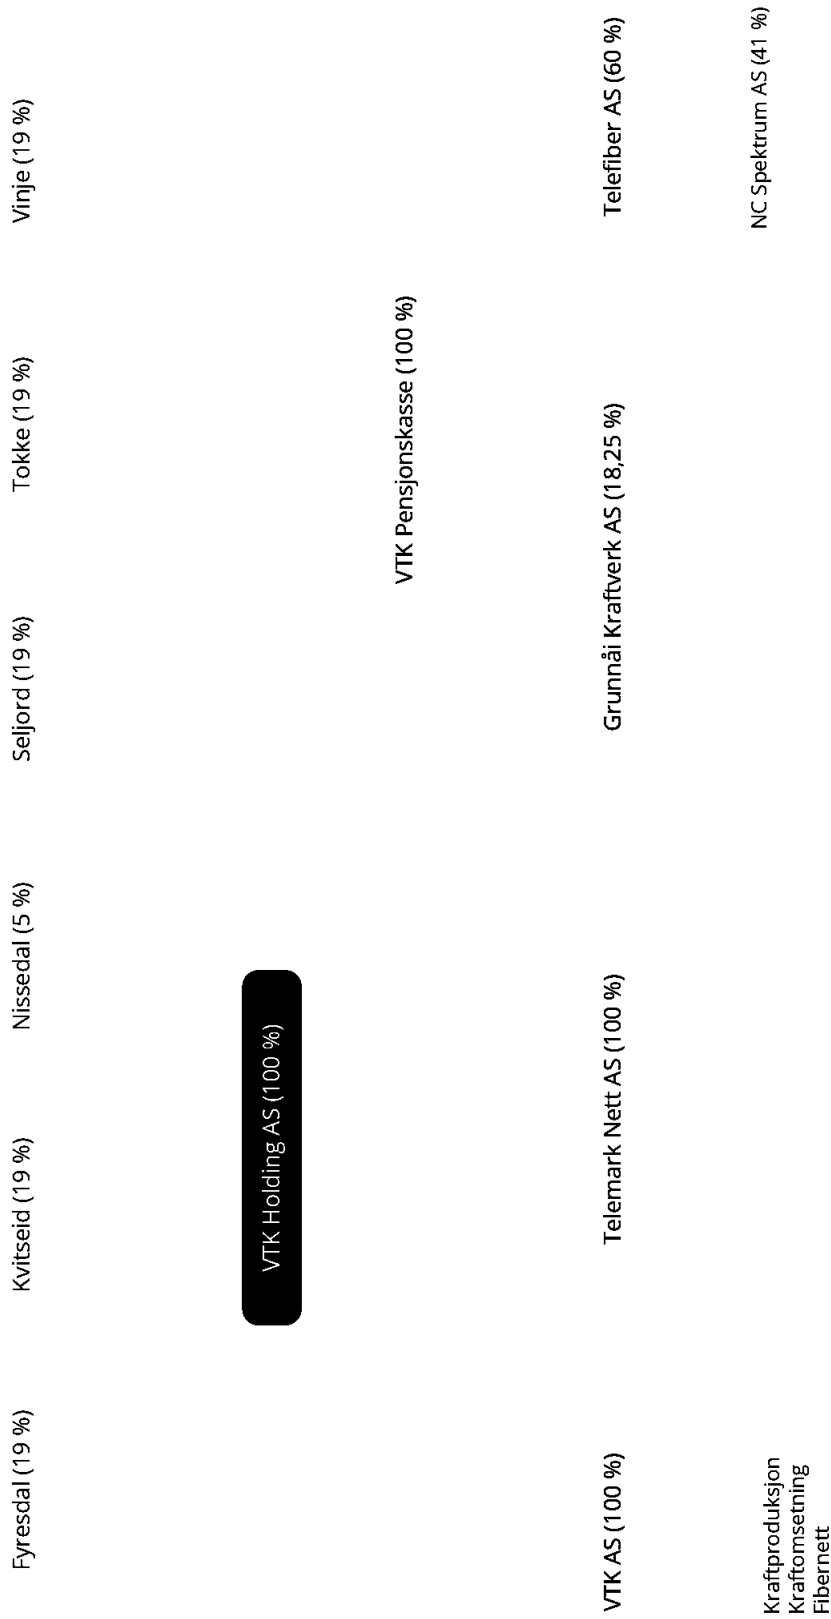 Fyresdal (19 %)
Kvitseid (19 %)
Nissedal (5 %)
Seljord (19 %)
Tokke (19 %)
Vinje (19 %)
VTK Holding AS (100 %)
VTK Pensjonskasse (100 %)
VTK AS (100 %)
Telemark Nett AS (100 %)
Grunnåi Kraftverk AS (18,25 %)
Telefiber AS (60 %)
NC Spektrum AS (41 %)
Kraftproduksjon
Kraftomsetning
Fibernett